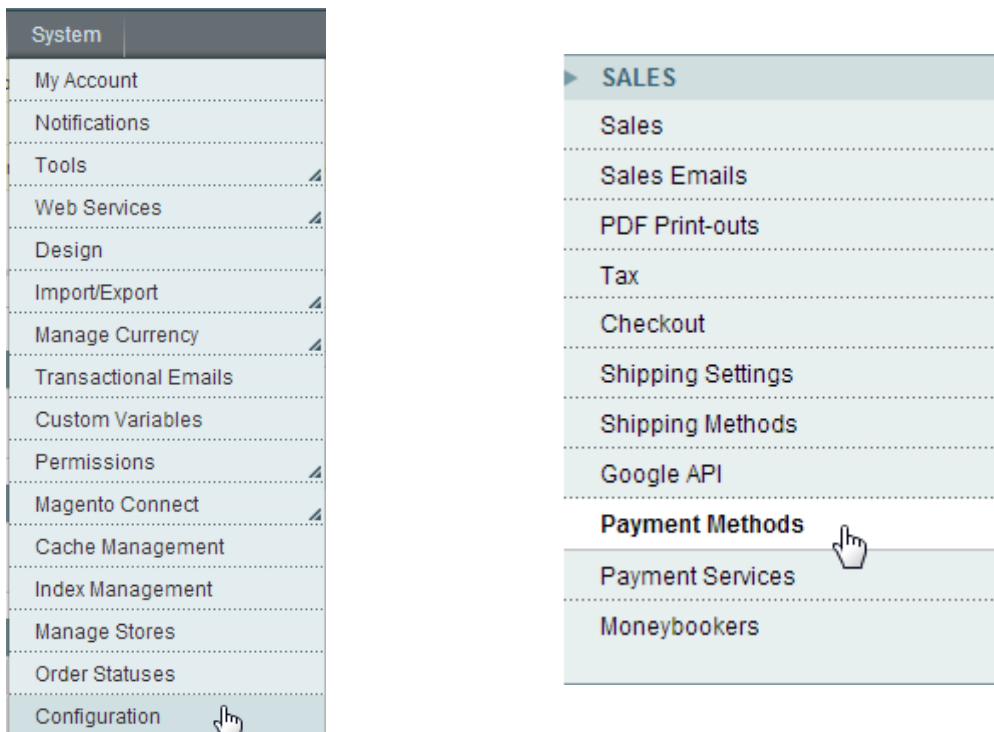 System
My Account
Notifications
Tools
Web Services
Design
Import/Export
Manage Currency
Transactional Emails
Custom Variables
Permissions
Magento Connect
Cache Management
Index Management
Manage Stores
Order Statuses
Configuration
SALES
Sales
Sales Emails
PDF Print-outs
Tax
Checkout
Shipping Settings
Shipping Methods
Google API
Payment Methods
Payment Services
Moneybookers